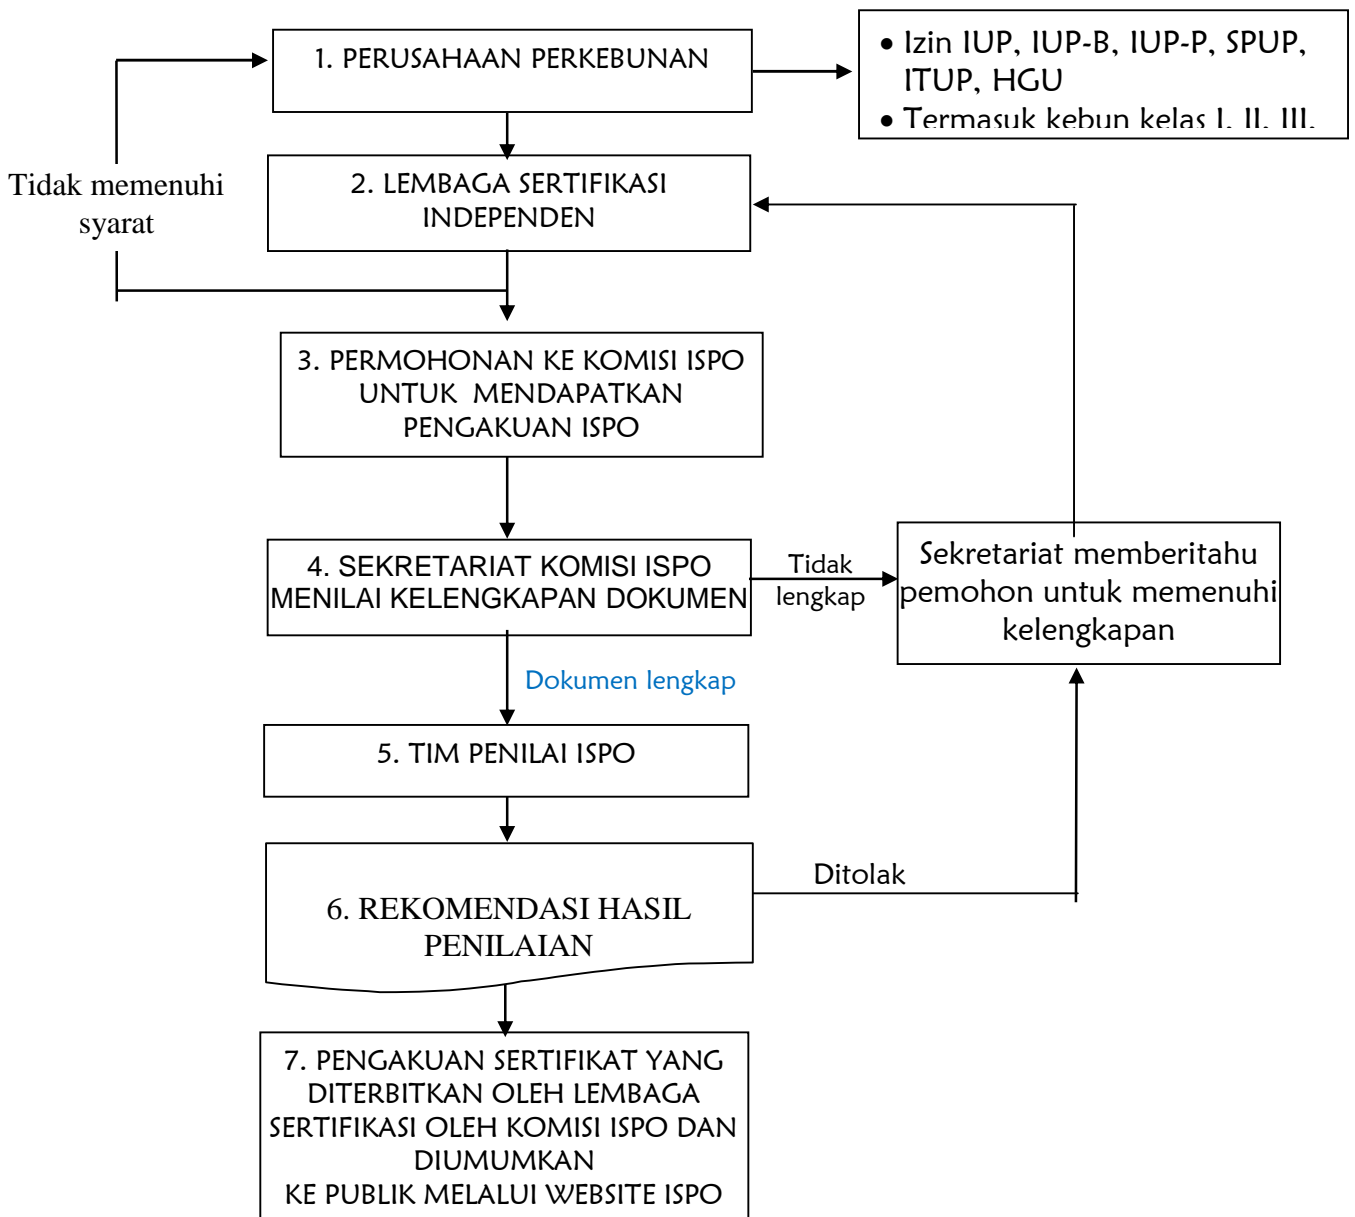 1. PERUSAHAAN PERKEBUNAN
• Izin IUP, IUP-B, IUP-P, SPUP,
ITUP, HGU
• Termasuk kebun kelas I, II, III.
Tidak memenuhi
syarat
2. LEMBAGA SERTIFIKASI
INDEPENDEN
3. PERMOHONAN KE KOMISI ISPO
UNTUK MENDAPATKAN
PENGAKUAN ISPO
4. SEKRETARIAT KOMISI ISPO
MENILAI KELENGKAPAN DOKUMEN
Tidak
lengkap
Sekretariat memberitahu
pemohon untuk memenuhi
kelengkapan
Dokumen lengkap
5. TIM PENILAI ISPO
6. REKOMENDASI HASIL
PENILAIAN
Ditolak
7. PENGAKUAN SERTIFIKAT YANG
DITERBITKAN OLEH LEMBAGA
SERTIFIKASI OLEH KOMISI ISPO DAN
DIUMUMKAN
KE PUBLIK MELALUI WEBSITE ISPO